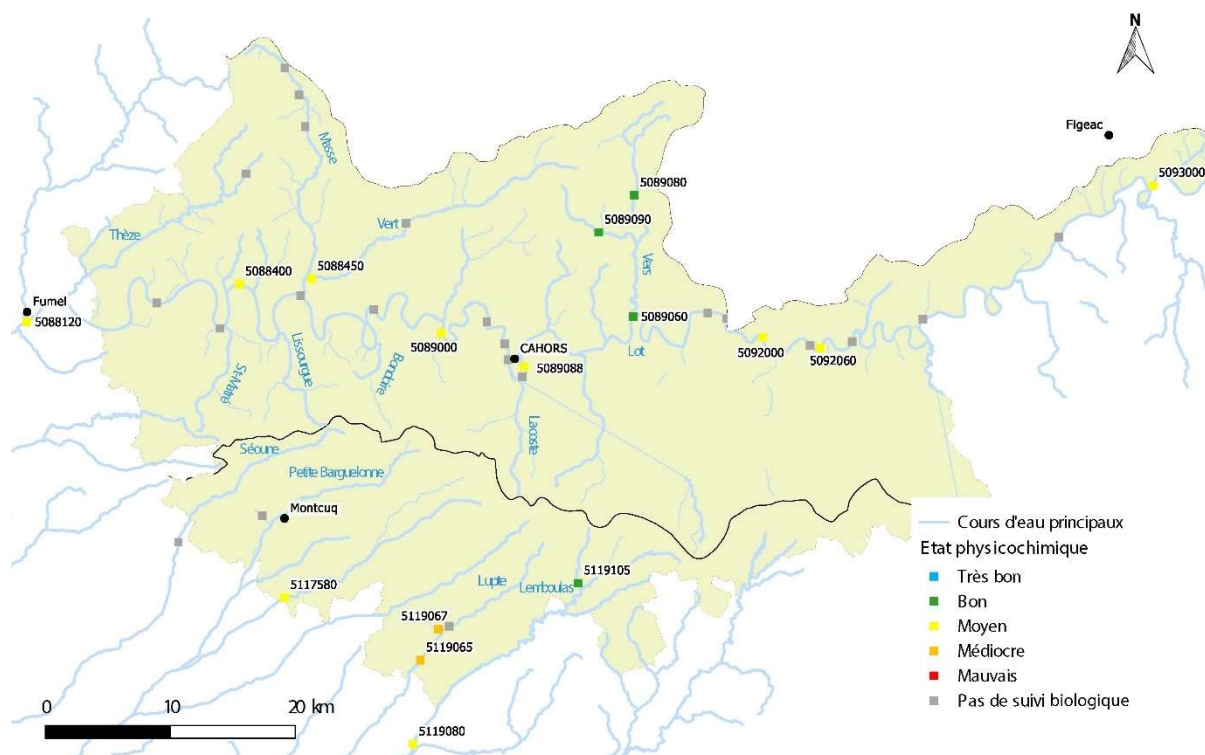 N
Figeac
5093000
Masse
5089080
5089090
Vert
Thèze
Vers
5088400
5088450
Fumel
5088120
5089060
5089000
CAHORS
Lot
5092000
5092060
5089088
Lissourgue
Bondoire
St-Matré
Lacoste
Séoune
Petite Barguelonne
Montcuq
5119105
Lupte
Lemboulas
5117580
5119067
5119065
5119080
0 10 20 km
Cours d'eau principaux
Etat physicochimique
Très bon
Bon
Moyen
Médiocre
Mauvais
Pas de suivi biologique